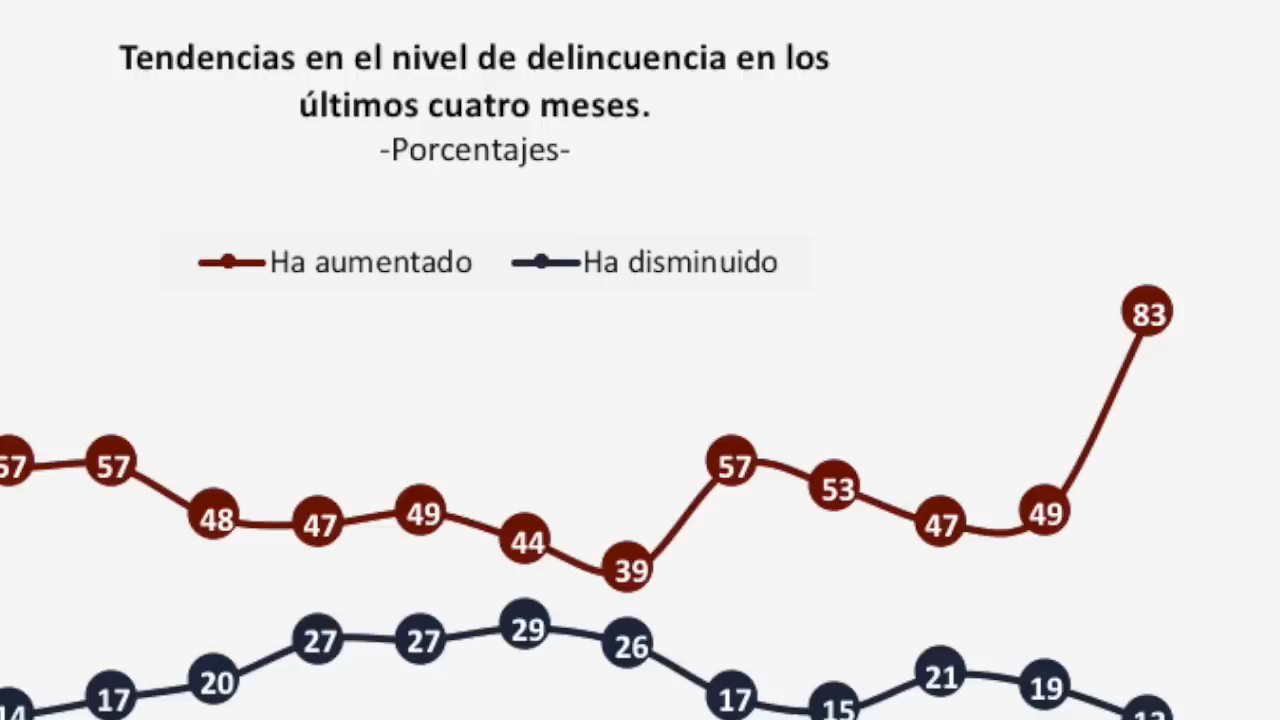 Tendencias en el nivel de delincuencia en los
últimos cuatro meses.
-Porcentajes-
Ha aumentado Ha disminuido
83
57 57 48 47 49 44 39 57 53 47 49
17 20 27 27 29 26 17 15 21 19